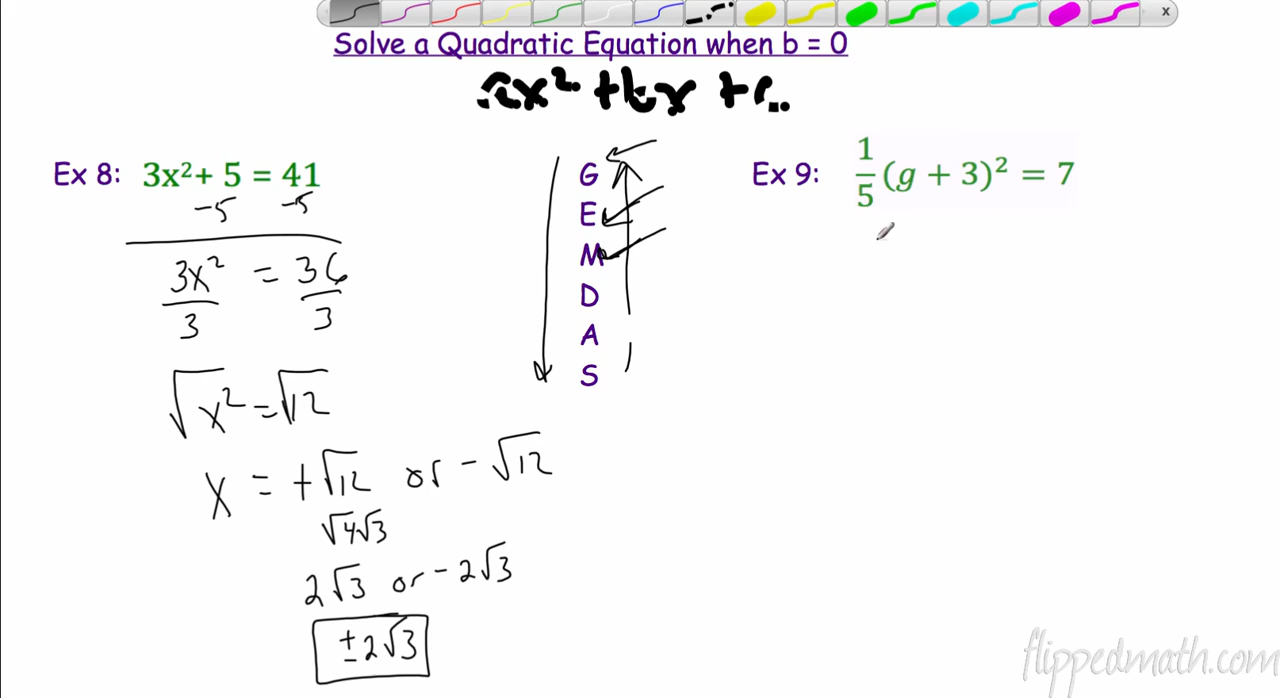 x
Solve a Quadratic Equation when b = 0
ax² + bx + c
Ex 8: 3x² + 5 = 41
-5 -5
3x² = 36
3 3
√x² = √12
x = +√12 or -√12
√4√3
2√3 or -2√3
±2√3
G
E
M
D
A
S
Ex 9: 1/5 (g + 3)² = 7
flippedmath.com